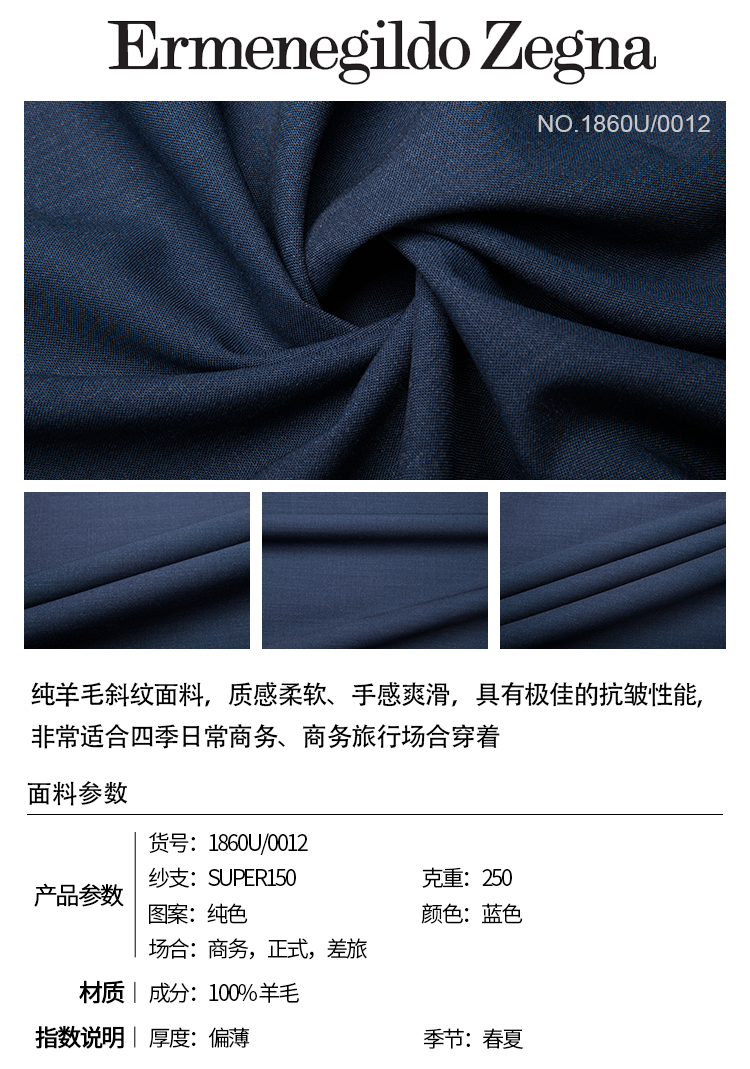 Ermenegildo Zegna
NO.1860U/0012
纯羊毛斜纹面料，质感柔软、手感爽滑，具有极佳的抗皱性能,
非常适合四季日常商务、商务旅行场合穿着
面料参数
产品参数
货号：1860U/0012
纱支：SUPER150 克重：250
图案：纯色 颜色：蓝色
场合：商务，正式，差旅
材质 成分：100%羊毛
指数说明 厚度：偏薄 季节：春夏